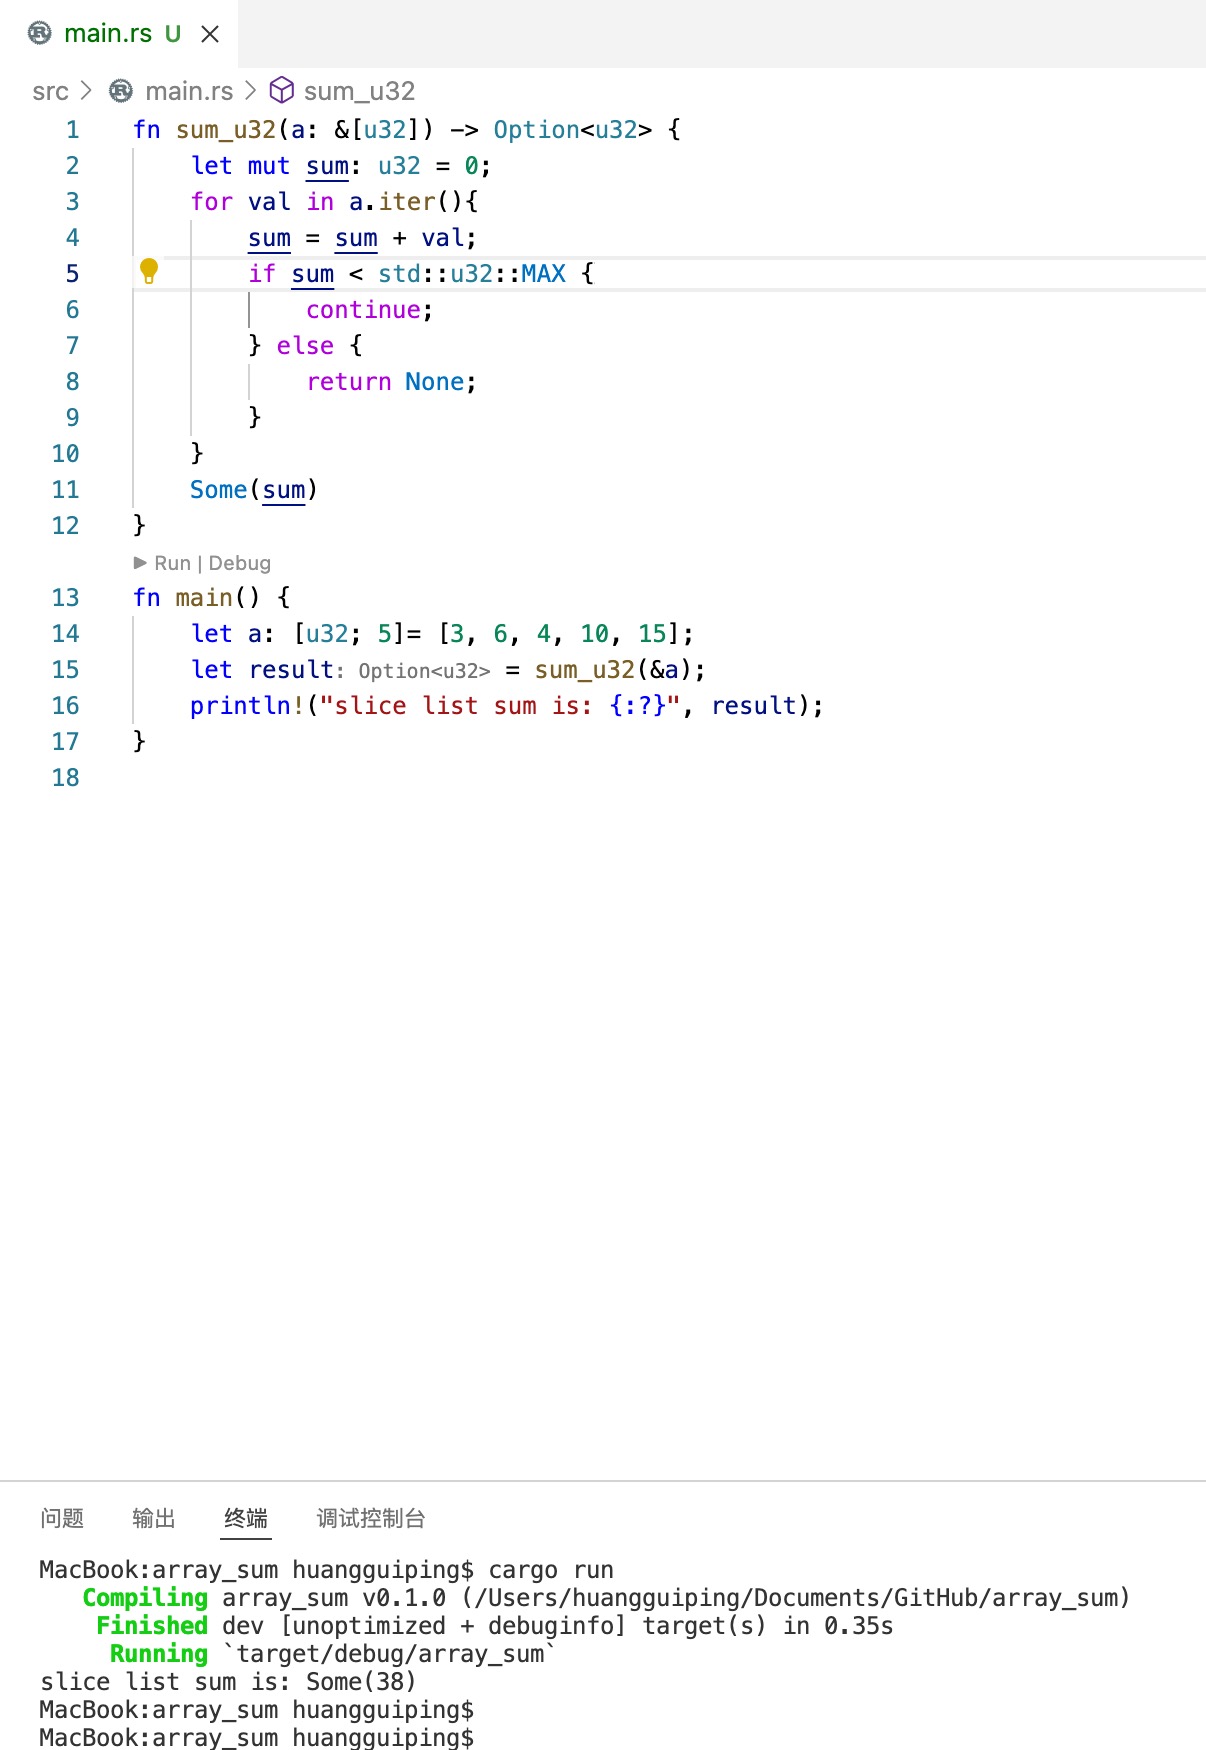 main.rs U
src > main.rs > sum_u32
1 fn sum_u32(a: &[u32]) -> Option<u32> {
2     let mut sum: u32 = 0;
3     for val in a.iter(){
4         sum = sum + val;
5         if sum < std::u32::MAX {
6             continue;
7         } else {
8             return None;
9         }
10     }
11     Some(sum)
12 }
Run | Debug
13 fn main() {
14     let a: [u32; 5]= [3, 6, 4, 10, 15];
15     let result: Option<u32> = sum_u32(&a);
16     println!("slice list sum is: {:?}", result);
17 }
18
问题 输出 终端 调试控制台
MacBook:array_sum huangguiping$ cargo run
   Compiling array_sum v0.1.0 (/Users/huangguiping/Documents/GitHub/array_sum)
    Finished dev [unoptimized + debuginfo] target(s) in 0.35s
     Running `target/debug/array_sum`
slice list sum is: Some(38)
MacBook:array_sum huangguiping$
MacBook:array_sum huangguiping$